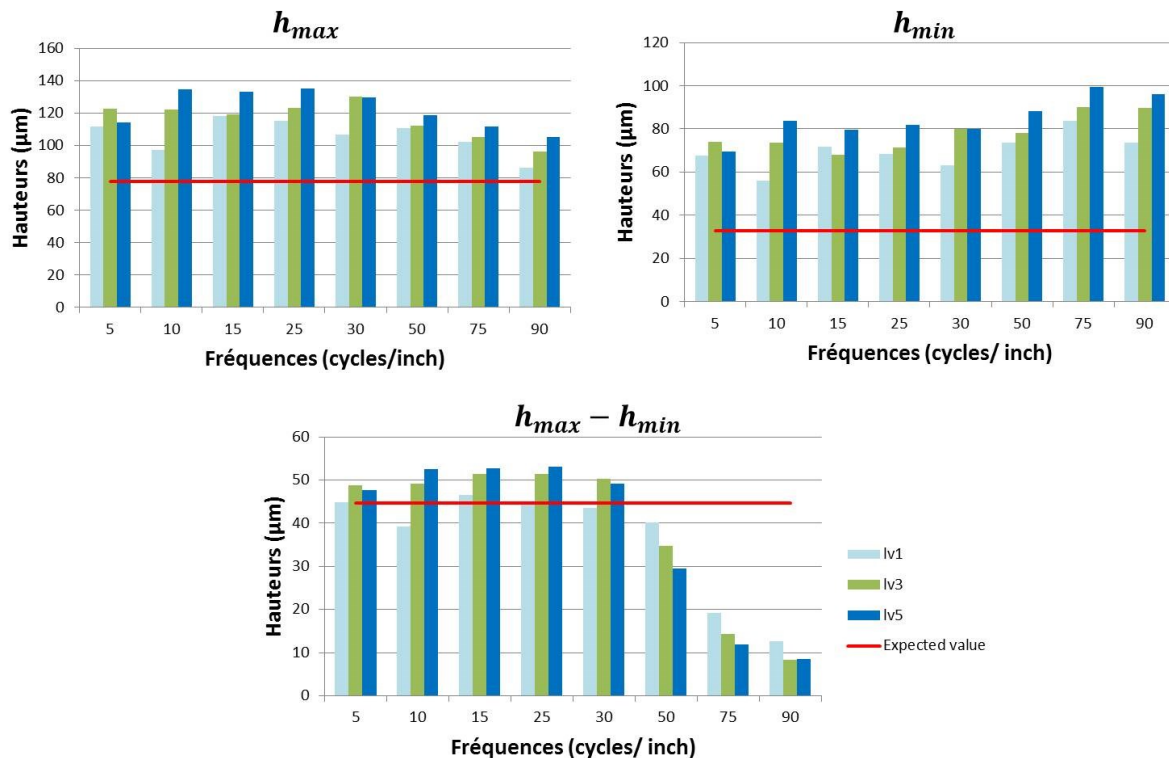 h_max
160
140
120
100
80
60
40
20
0
Hauteurs (µm)
5 10 15 25 30 50 75 90
Fréquences (cycles/inch)
h_min
120
100
80
60
40
20
0
Hauteurs (µm)
5 10 15 25 30 50 75 90
Fréquences (cycles/ inch)
h_max − h_min
60
50
40
30
20
10
0
Hauteurs (µm)
5 10 15 25 30 50 75 90
Fréquences (cycles/ inch)
lv1
lv3
lv5
Expected value